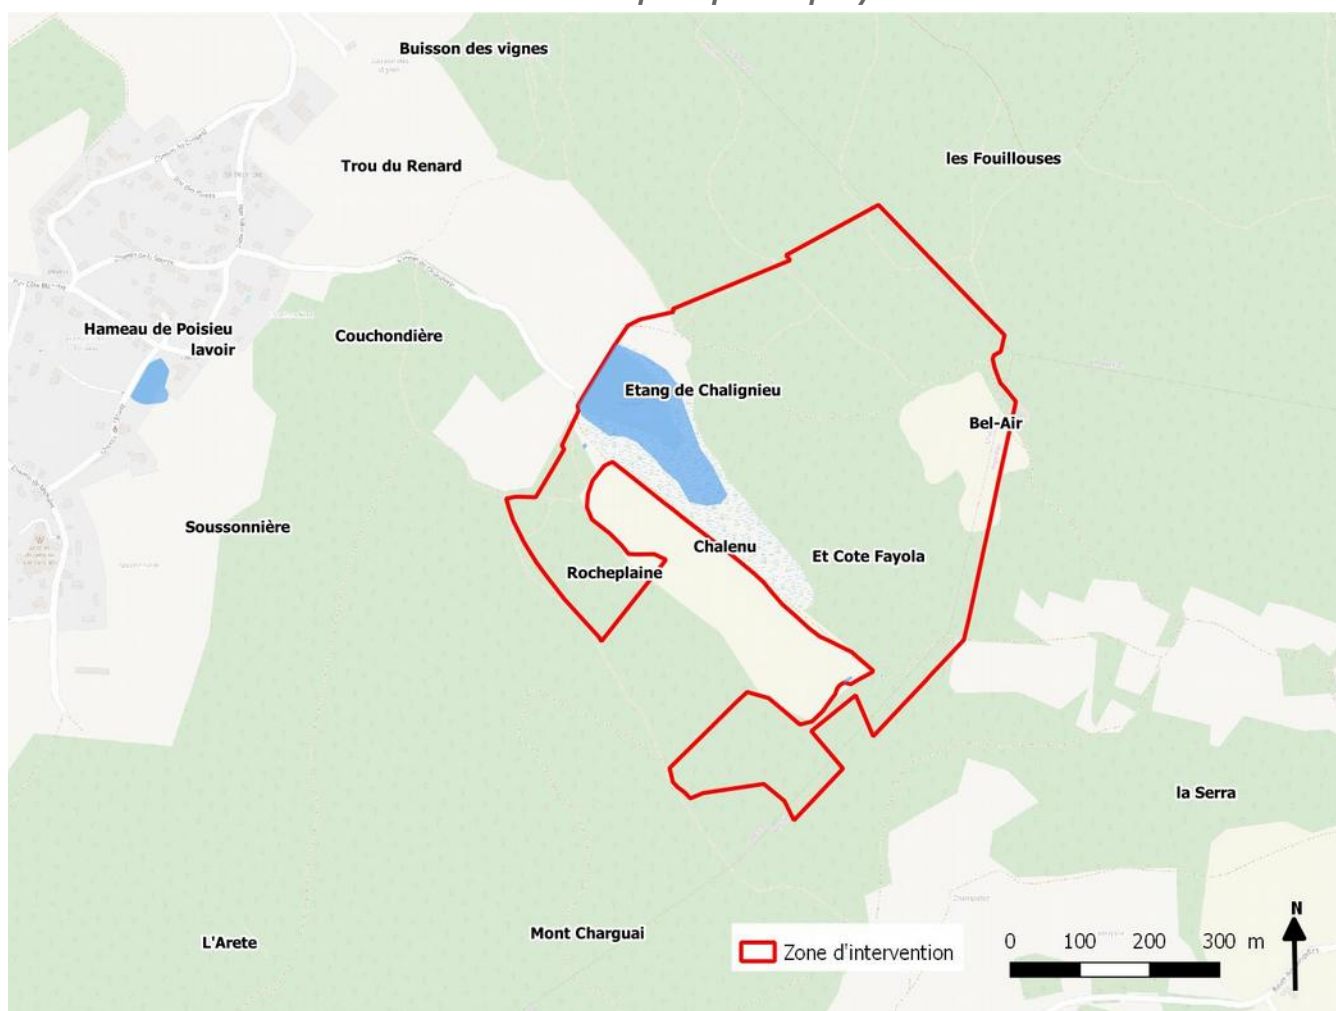 Buisson des vignes
les Fouillouses
Trou du Renard
Hameau de Poisieu
lavoir
Couchondière
Etang de Chalignieu
Bel-Air
Soussonnière
Chalenu
Et Cote Fayola
Rocheplaine
la Serra
L'Arete
Mont Charguai
Zone d'intervention
0 100 200 300 m
N